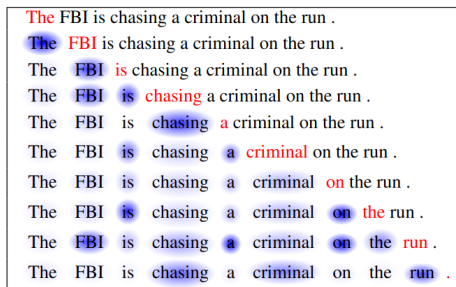 The FBI is chasing a criminal on the run .
The FBI is chasing a criminal on the run .
The FBI is chasing a criminal on the run .
The FBI is chasing a criminal on the run .
The FBI is chasing a criminal on the run .
The FBI is chasing a criminal on the run .
The FBI is chasing a criminal on the run .
The FBI is chasing a criminal on the run .
The FBI is chasing a criminal on the run .
The FBI is chasing a criminal on the run .